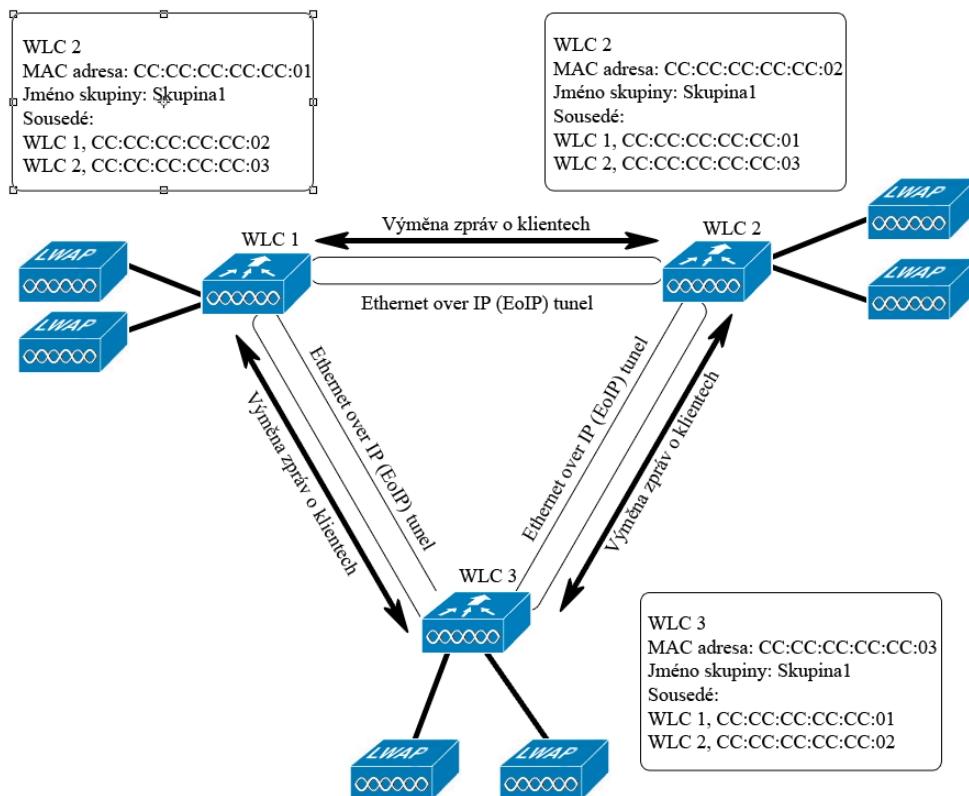 WLC 2
MAC adresa: CC:CC:CC:CC:CC:01
Jméno skupiny: Skupina1
Sousedé:
WLC 1, CC:CC:CC:CC:CC:02
WLC 2, CC:CC:CC:CC:CC:03
WLC 2
MAC adresa: CC:CC:CC:CC:CC:02
Jméno skupiny: Skupina1
Sousedé:
WLC 1, CC:CC:CC:CC:CC:01
WLC 2, CC:CC:CC:CC:CC:03
LWAP
LWAP
WLC 1
Výměna zpráv o klientech
Ethernet over IP (EoIP) tunel
WLC 2
LWAP
LWAP
Ethernet over IP (EoIP) tunel
Výměna zpráv o klientech
Ethernet over IP (EoIP) tunel
Výměna zpráv o klientech
WLC 3
LWAP
LWAP
WLC 3
MAC adresa: CC:CC:CC:CC:CC:03
Jméno skupiny: Skupina1
Sousedé:
WLC 1, CC:CC:CC:CC:CC:01
WLC 2, CC:CC:CC:CC:CC:02